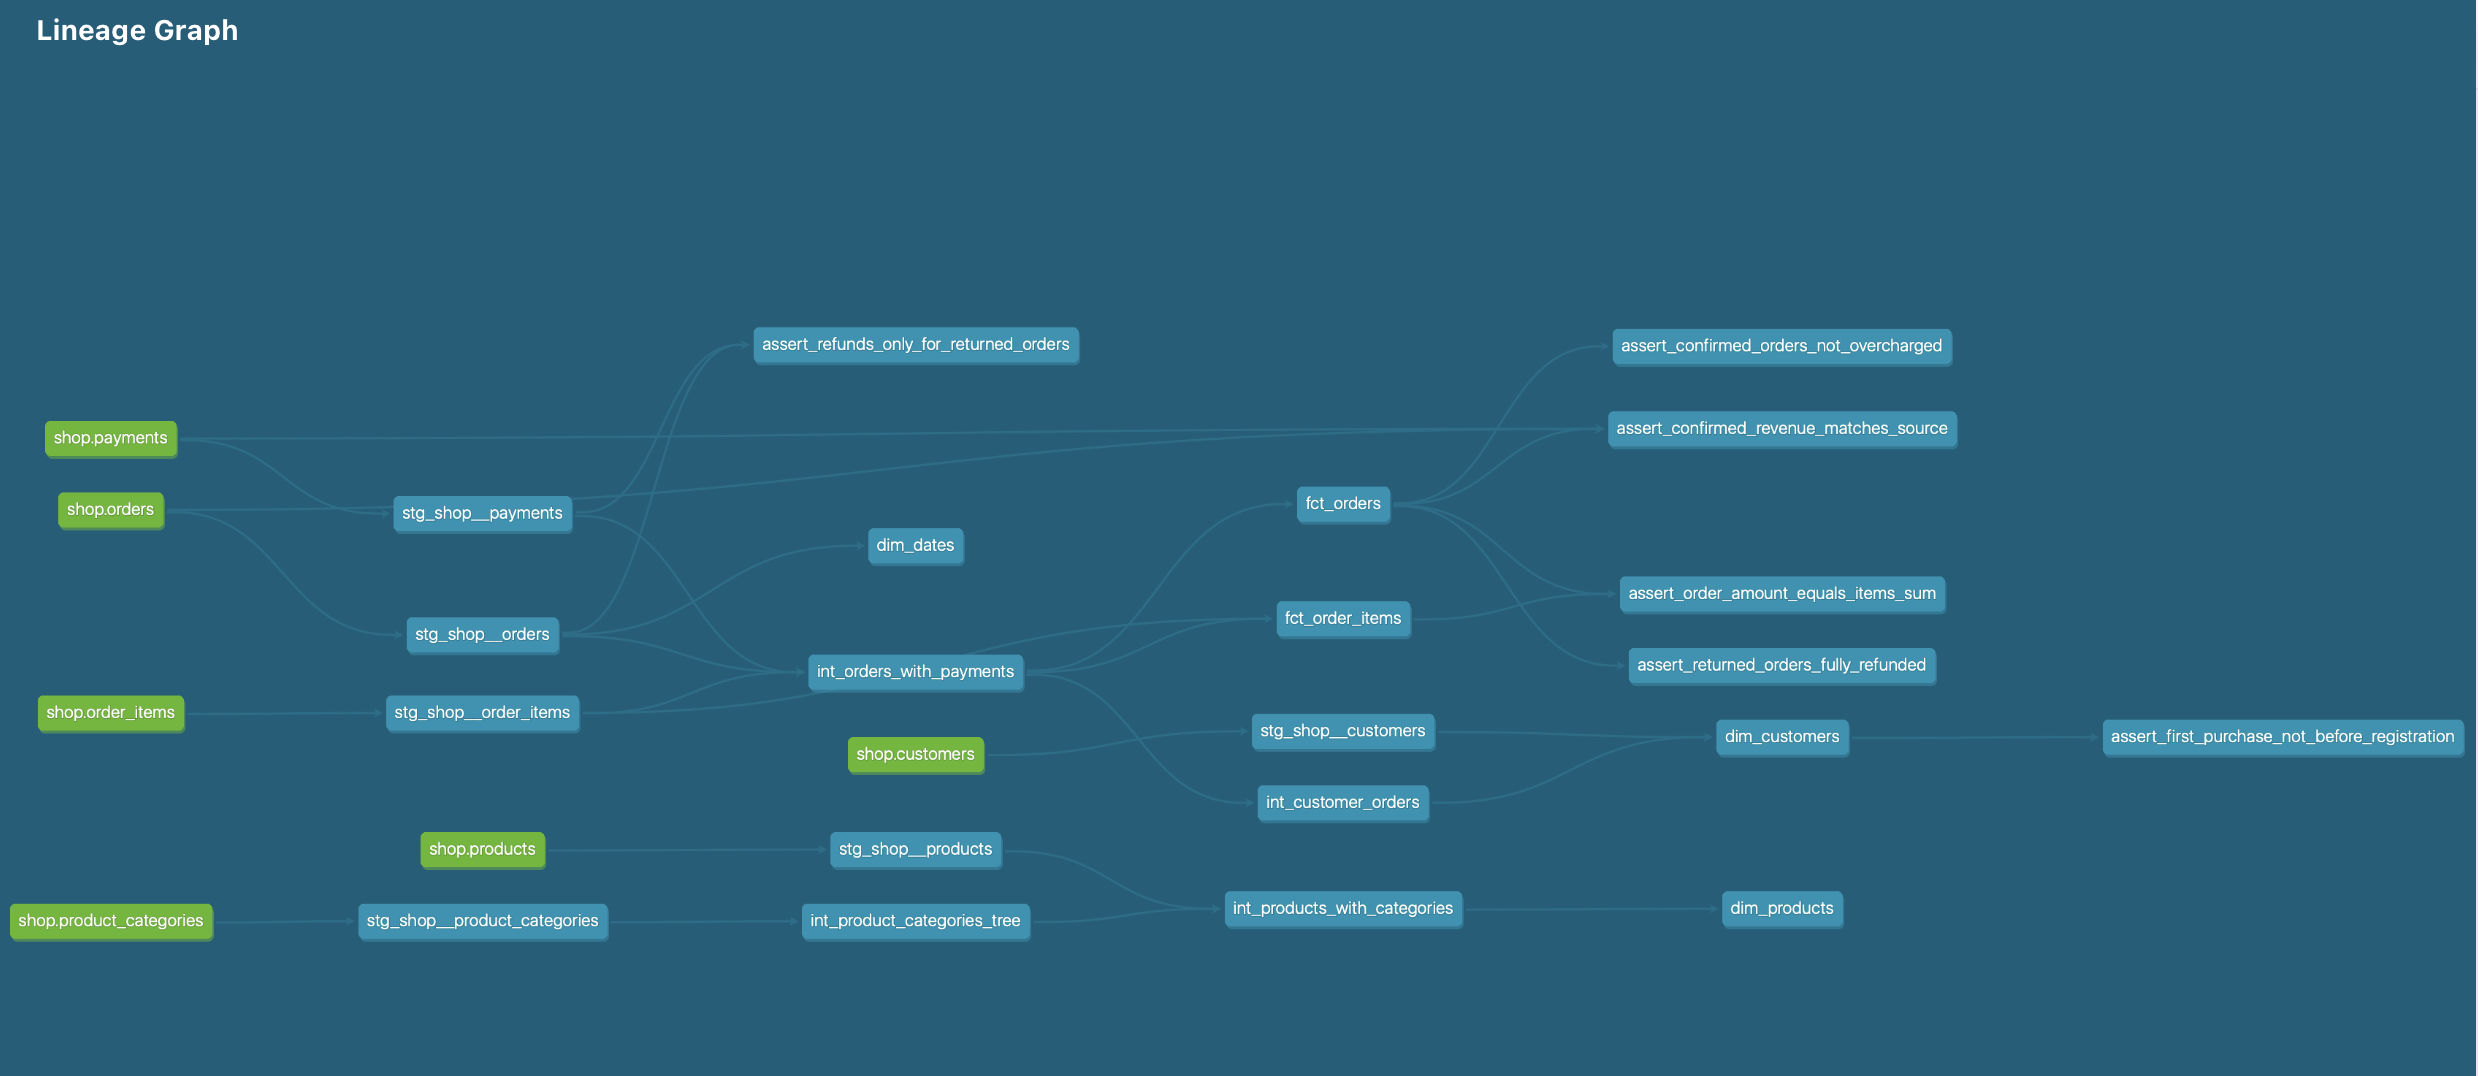 Lineage Graph
assert_refunds_only_for_returned_orders
assert_confirmed_orders_not_overcharged
shop.payments
assert_confirmed_revenue_matches_source
shop.orders
stg_shop__payments
fct_orders
dim_dates
assert_order_amount_equals_items_sum
stg_shop__orders
fct_order_items
int_orders_with_payments
assert_returned_orders_fully_refunded
shop.order_items
stg_shop__order_items
shop.customers
stg_shop__customers
dim_customers
assert_first_purchase_not_before_registration
int_customer_orders
shop.products
stg_shop__products
shop.product_categories
stg_shop__product_categories
int_product_categories_tree
int_products_with_categories
dim_products